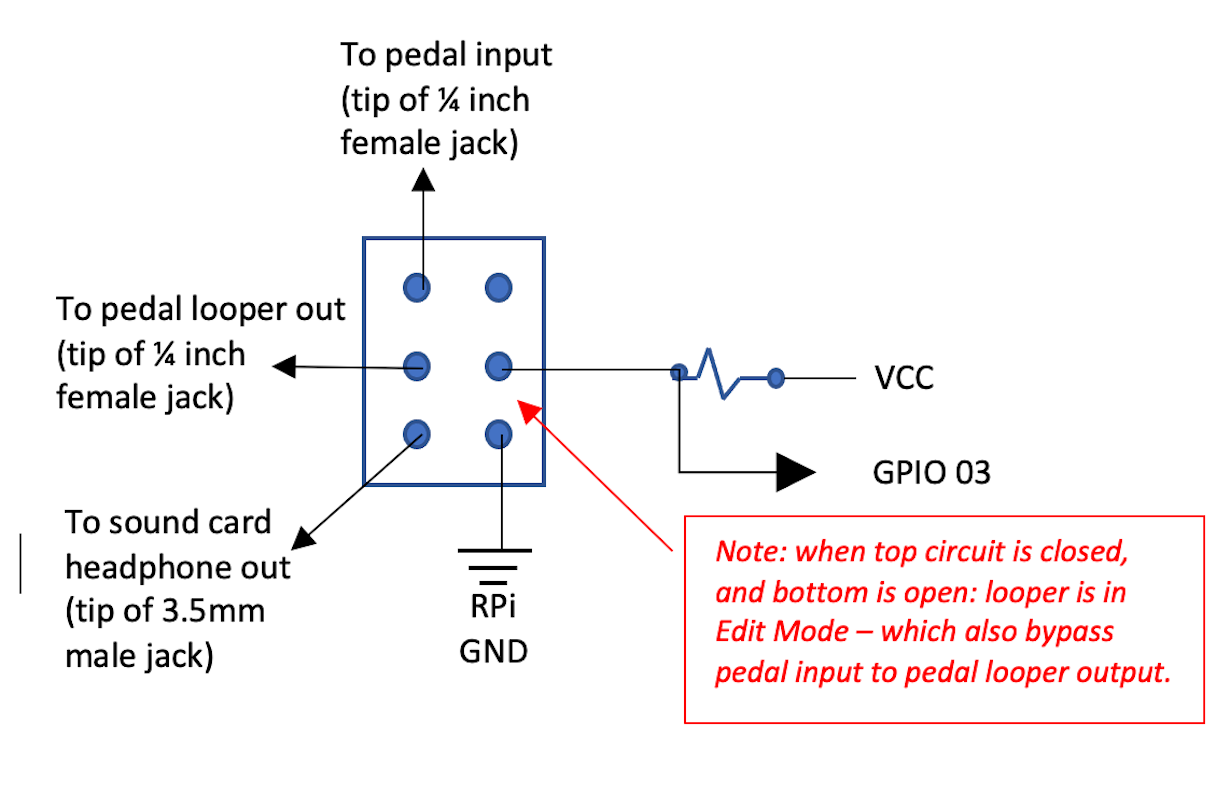 To pedal input
(tip of ¼ inch
female jack)
To pedal looper out
(tip of ¼ inch
female jack)
VCC
GPIO 03
To sound card
headphone out
(tip of 3.5mm
male jack)
RPi
GND
Note: when top circuit is closed,
and bottom is open: looper is in
Edit Mode – which also bypass
pedal input to pedal looper output.